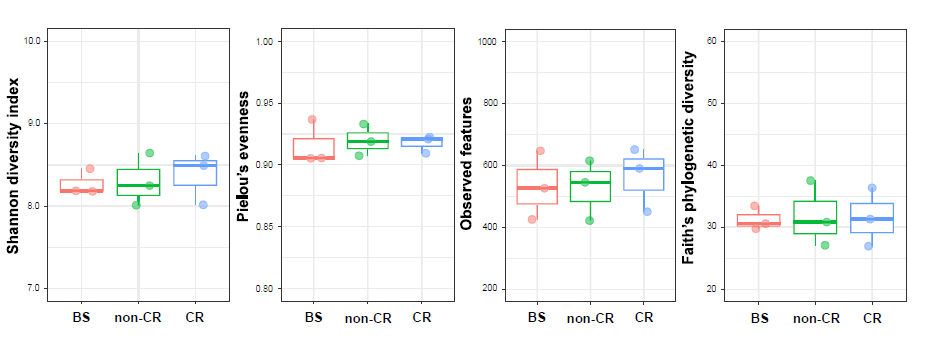 Shannon diversity index
10.0
9.0
8.0
7.0
BS non-CR CR
Pielou's evenness
1.00
0.95
0.90
0.85
0.80
BS non-CR CR
Observed features
1000
800
600
400
200
BS non-CR CR
Faith's phylogenetic diversity
60
50
40
30
20
BS non-CR CR